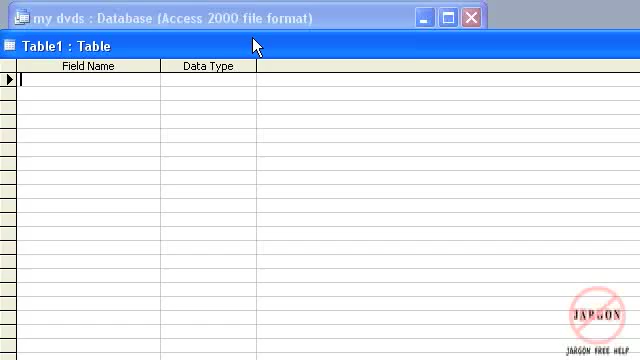 my dvds : Database (Access 2000 file format)
Table1 : Table
Field Name Data Type
JARGON
JARGON FREE HELP